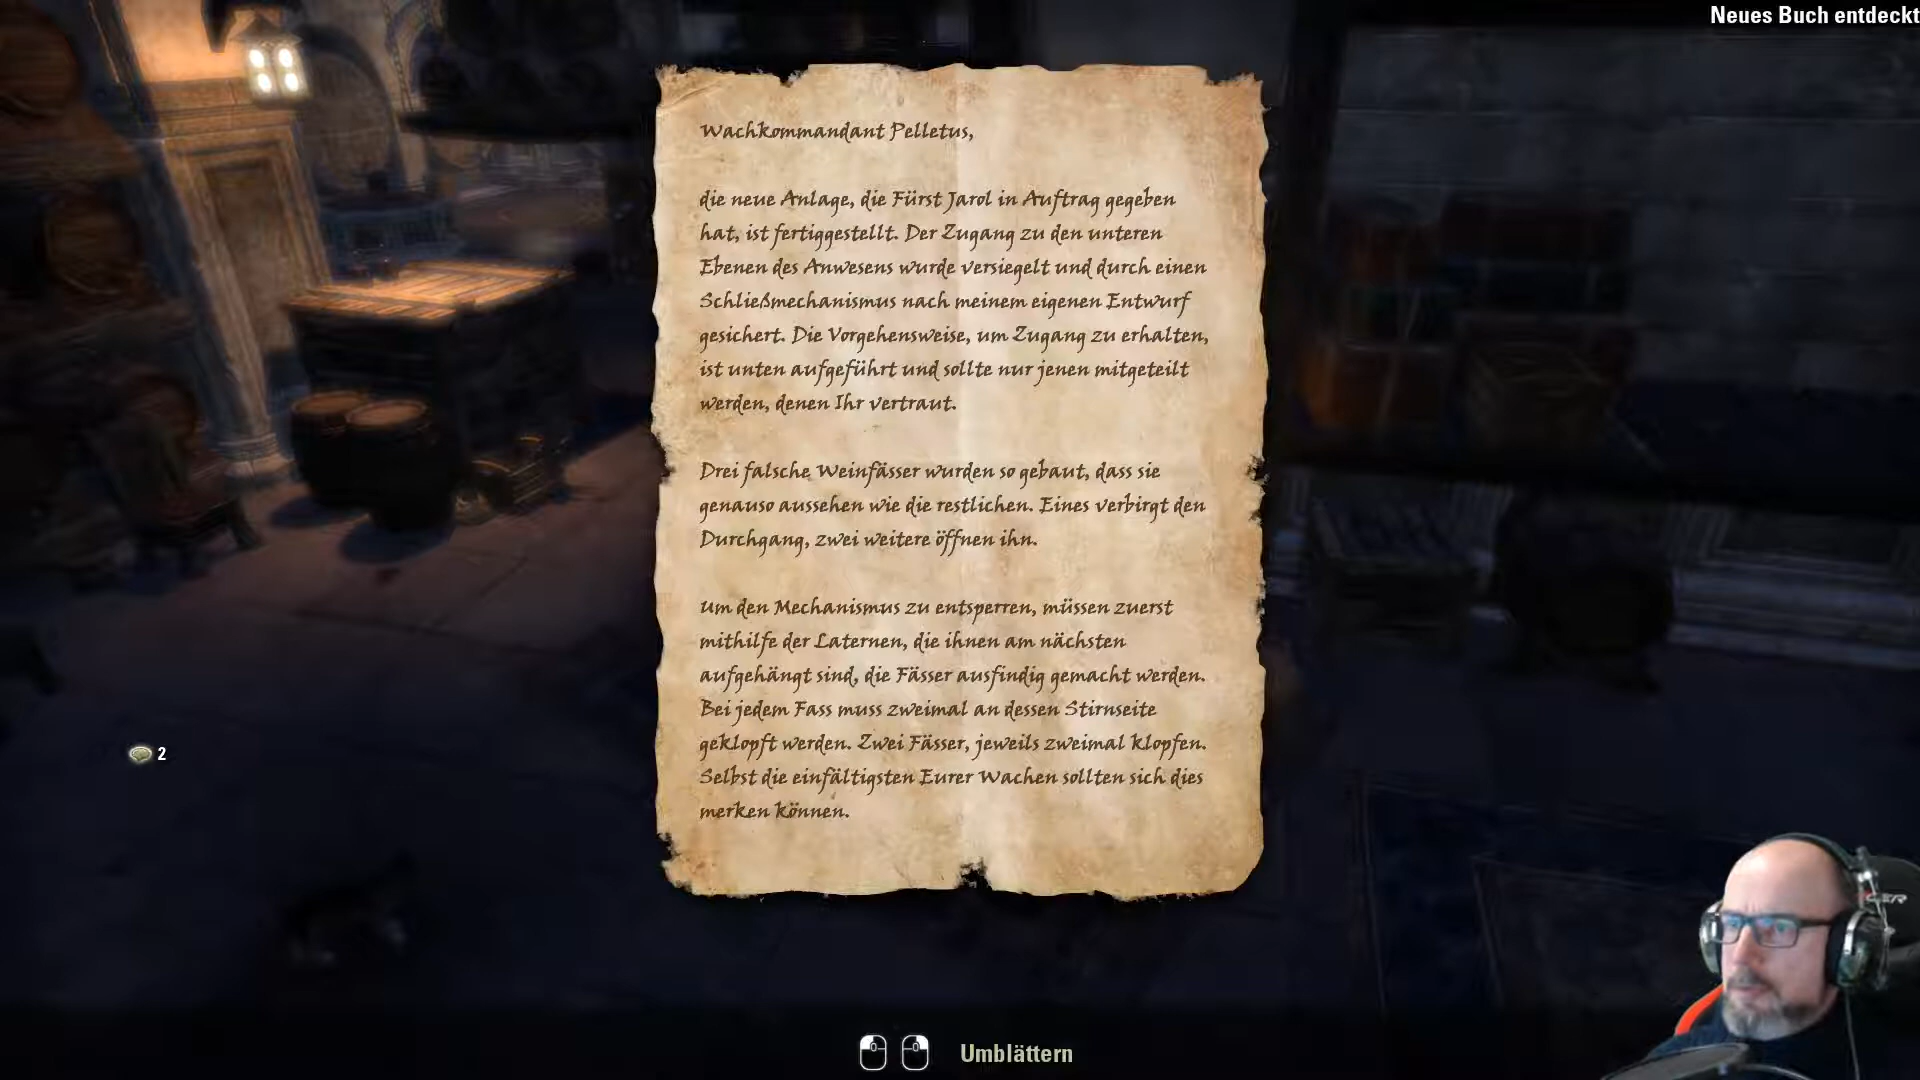 Neues Buch entdeckt
Wachkommandant Pelletus,
die neue Anlage, die Fürst Jarol in Auftrag gegeben
hat, ist fertiggestellt. Der Zugang zu den unteren
Ebenen des Anwesens wurde versiegelt und durch einen
Schließmechanismus nach meinem eigenen Entwurf
gesichert. Die Vorgehensweise, um Zugang zu erhalten,
ist unten aufgeführt und sollte nur jenen mitgeteilt
werden, denen Ihr vertraut.
Drei falsche Weinfässer wurden so gebaut, dass sie
genauso aussehen wie die restlichen. Eines verbirgt den
Durchgang, zwei weitere öffnen ihn.
Um den Mechanismus zu entsperren, müssen zuerst
mithilfe der Laternen, die ihnen am nächsten
aufgehängt sind, die Fässer ausfindig gemacht werden.
Bei jedem Fass muss zweimal an dessen Stirnseite
geklopft werden. Zwei Fässer, jeweils zweimal klopfen.
Selbst die einfältigsten Eurer Wachen sollten sich dies
merken können.
2
Umblättern